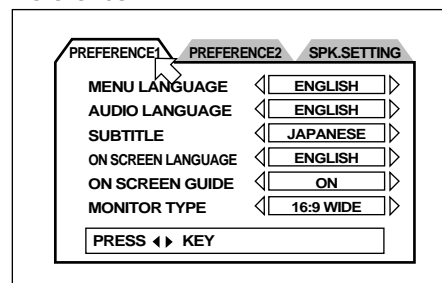 PREFERENCE1 PREFERENCE2 SPK.SETTING
MENU LANGUAGE ENGLISH
AUDIO LANGUAGE ENGLISH
SUBTITLE JAPANESE
ON SCREEN LANGUAGE ENGLISH
ON SCREEN GUIDE ON
MONITOR TYPE 16:9 WIDE
PRESS KEY